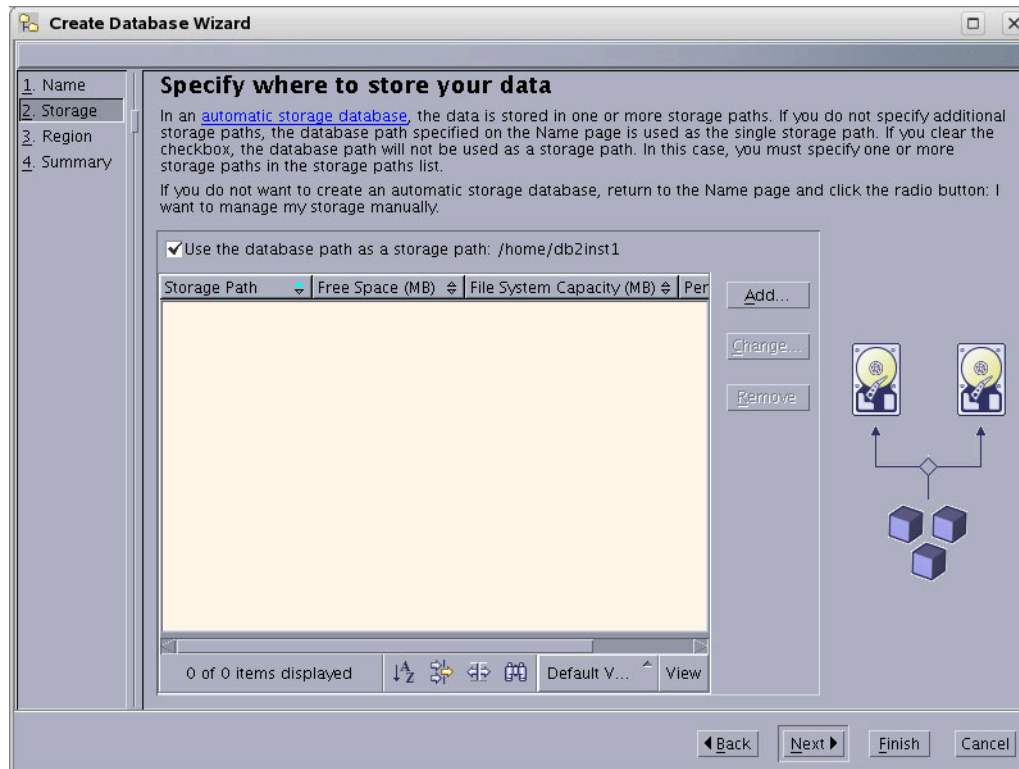 Create Database Wizard
1. Name
2. Storage
3. Region
4. Summary
Specify where to store your data
In an automatic storage database, the data is stored in one or more storage paths. If you do not specify additional
storage paths, the database path specified on the Name page is used as the single storage path. If you clear the
checkbox, the database path will not be used as a storage path. In this case, you must specify one or more
storage paths in the storage paths list.
If you do not want to create an automatic storage database, return to the Name page and click the radio button: I
want to manage my storage manually.
Use the database path as a storage path: /home/db2inst1
Storage Path Free Space (MB) File System Capacity (MB) Per
Add...
Change...
Remove
0 of 0 items displayed Default V... View
Back Next Finish Cancel